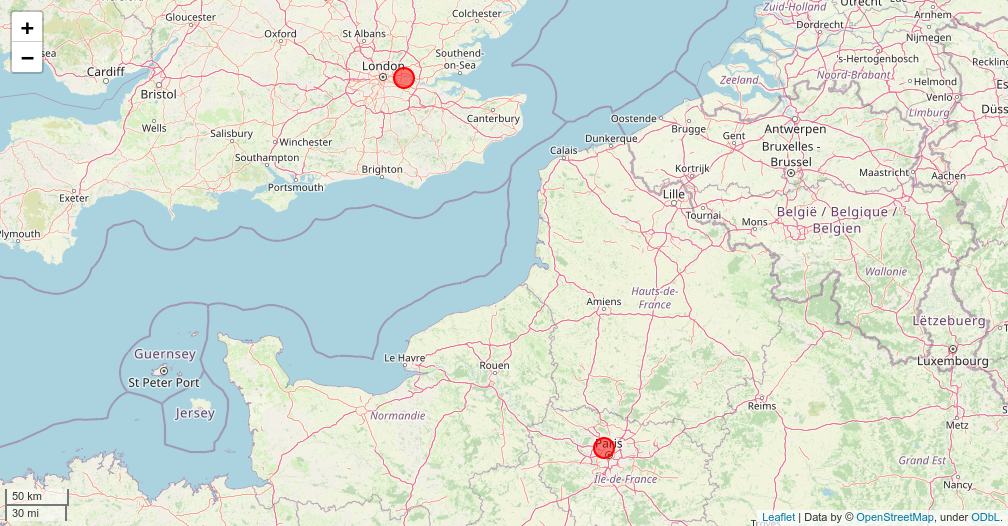 +
−
Gloucester
Colchester
Zuid-Holland
Utrecht
Arnhem
Oxford
St Albans
Dordrecht
Nijmegen
Southend-
on-Sea
's-Hertogenbosch
Cardiff
London
Zeeland
Noord-Brabant
Helmond
Bristol
Venlo
Canterbury
Oostende
Limburg
Wells
Salisbury
Winchester
Dunkerque
Brugge
Gent
Antwerpen
Southampton
Calais
Bruxelles -
Brussel
Brighton
Kortrijk
Maastricht
Aachen
Portsmouth
Exeter
Lille
Tournai
Mons
België / Belgique /
Belgien
Wallonie
Hauts-de-
France
Amiens
Lëtzebuerg
Guernsey
Le Havre
Rouen
Luxembourg
St Peter Port
Jersey
Normandie
Reims
Metz
Paris
Île-de-France
Grand Est
Nancy
50 km
30 mi
Leaflet | Data by © OpenStreetMap, under ODbL.